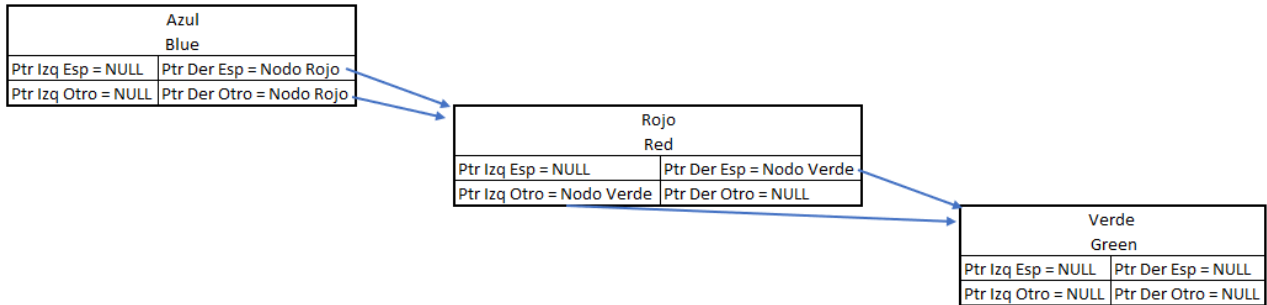 Azul
Blue
Ptr Izq Esp = NULL Ptr Der Esp = Nodo Rojo
Ptr Izq Otro = NULL Ptr Der Otro = Nodo Rojo
Rojo
Red
Ptr Izq Esp = NULL Ptr Der Esp = Nodo Verde
Ptr Izq Otro = Nodo Verde Ptr Der Otro = NULL
Verde
Green
Ptr Izq Esp = NULL Ptr Der Esp = NULL
Ptr Izq Otro = NULL Ptr Der Otro = NULL